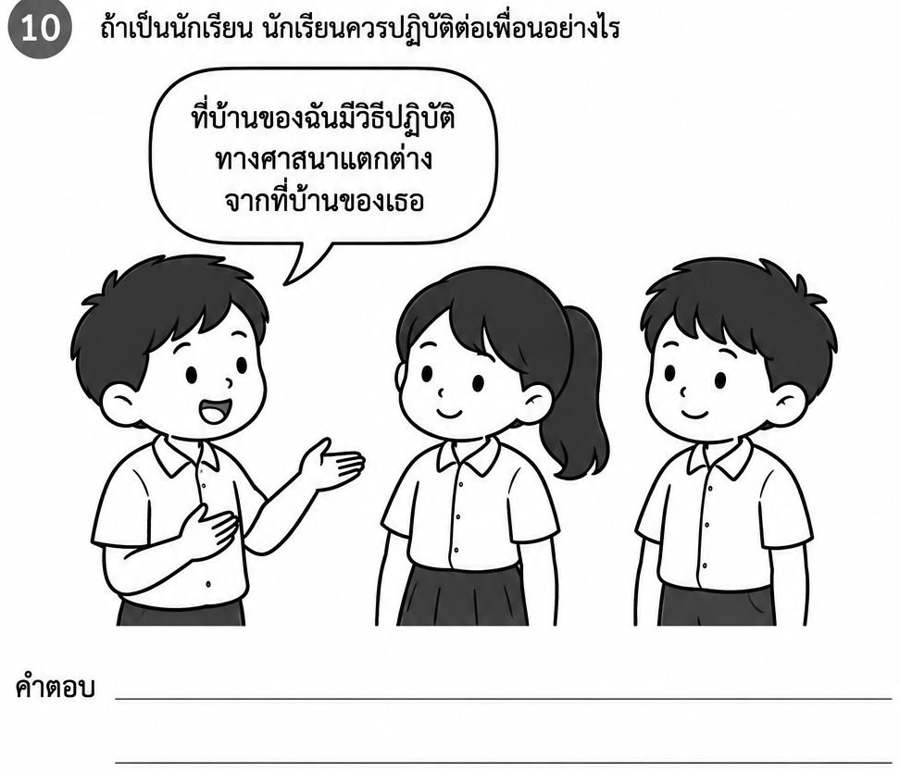 10 ถ้าเป็นนักเรียน นักเรียนควรปฏิบัติต่อเพื่อนอย่างไร
ที่บ้านของฉันมีวิธีปฏิบัติ
ทางศาสนาแตกต่าง
จากที่บ้านของเธอ
คำตอบ